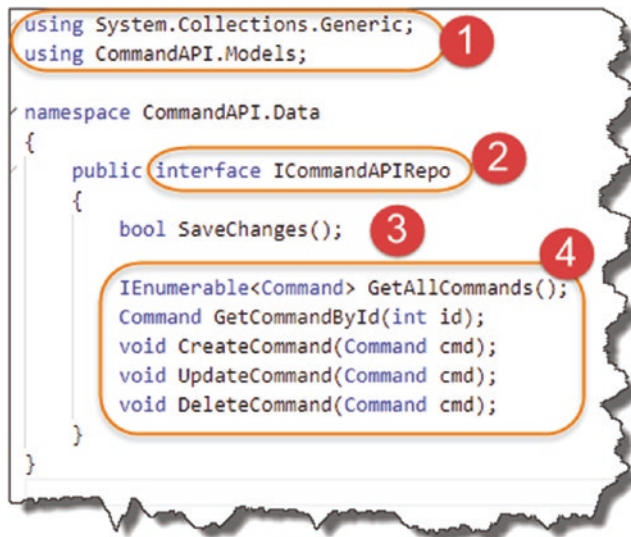 using System.Collections.Generic;
using CommandAPI.Models;
1
namespace CommandAPI.Data
{
public interface ICommandAPIRepo
2
{
bool SaveChanges();
3
4
IEnumerable<Command> GetAllCommands();
Command GetCommandById(int id);
void CreateCommand(Command cmd);
void UpdateCommand(Command cmd);
void DeleteCommand(Command cmd);
}
}